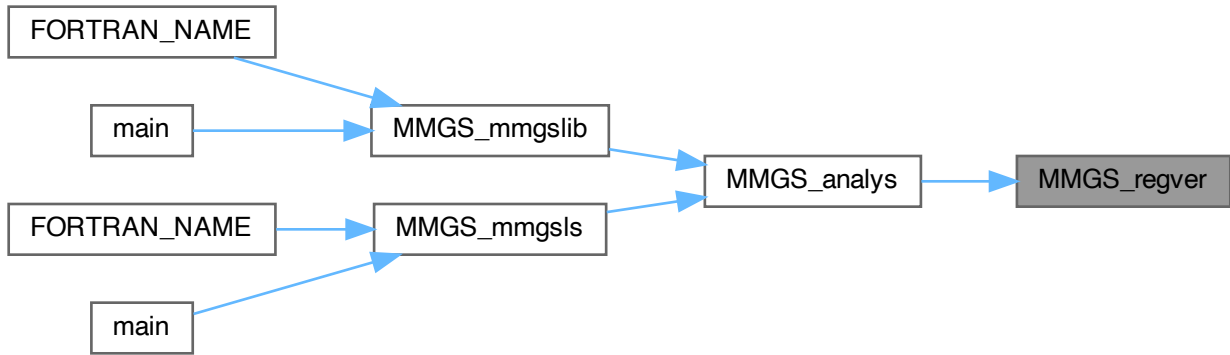 FORTRAN_NAME
main
MMGS_mmgslib
MMGS_analys
MMGS_regver
FORTRAN_NAME
MMGS_mmgsls
main